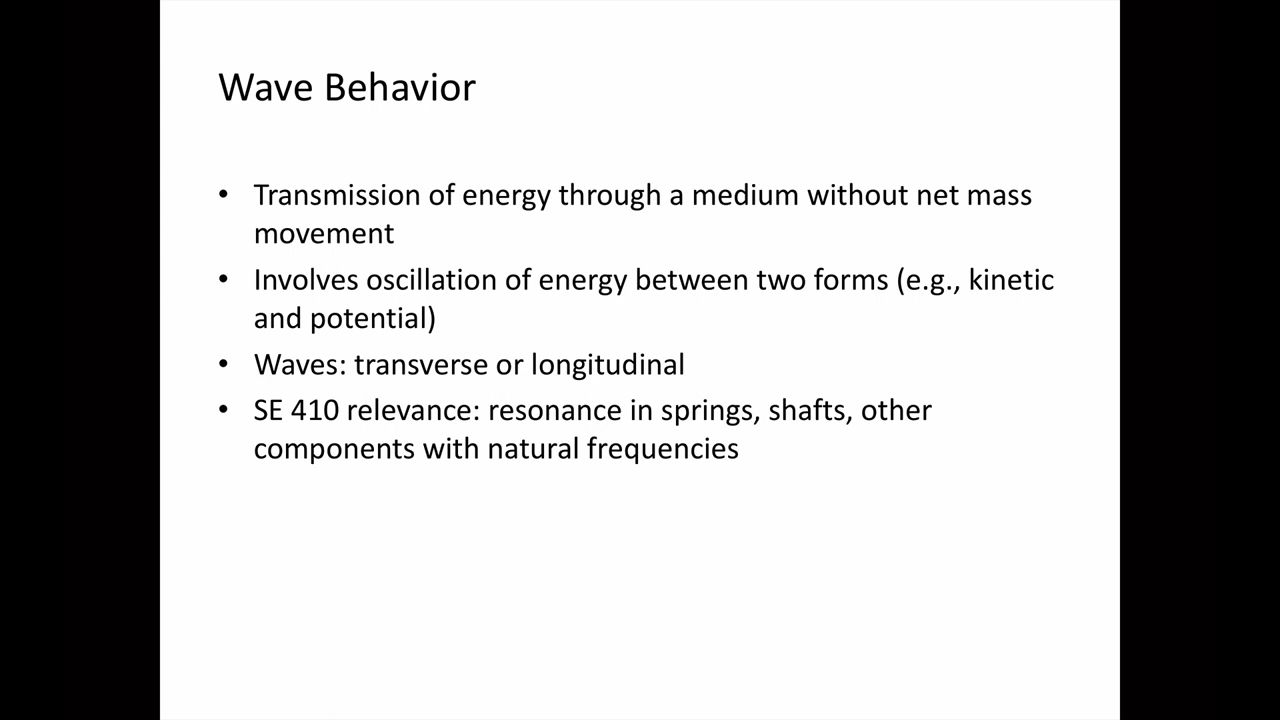 Wave Behavior
• Transmission of energy through a medium without net mass
movement
• Involves oscillation of energy between two forms (e.g., kinetic
and potential)
• Waves: transverse or longitudinal
• SE 410 relevance: resonance in springs, shafts, other
components with natural frequencies